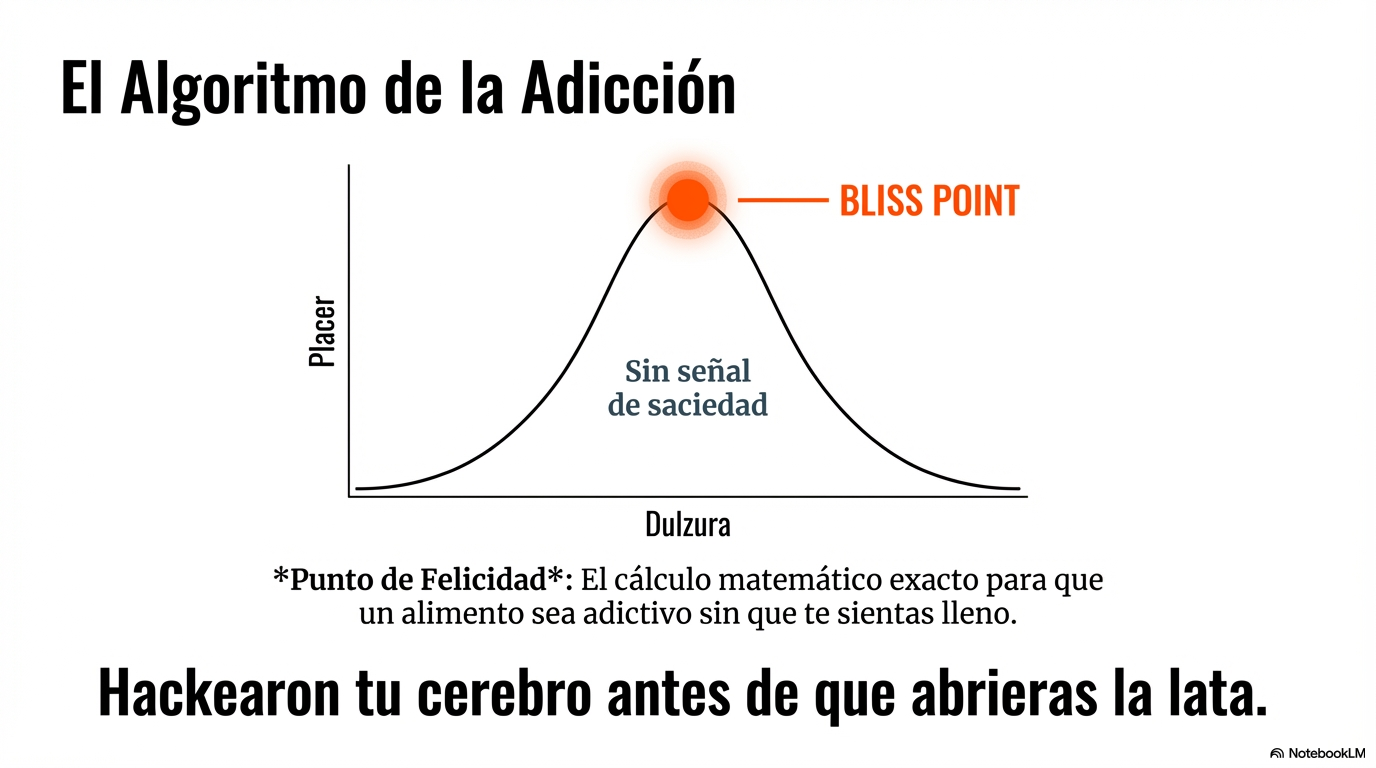 El Algoritmo de la Adicción
BLISS POINT
Placer
Sin señal
de saciedad
Dulzura
*Punto de Felicidad*: El cálculo matemático exacto para que
un alimento sea adictivo sin que te sientas lleno.
Hackearon tu cerebro antes de que abrieras la lata.
NotebookLM